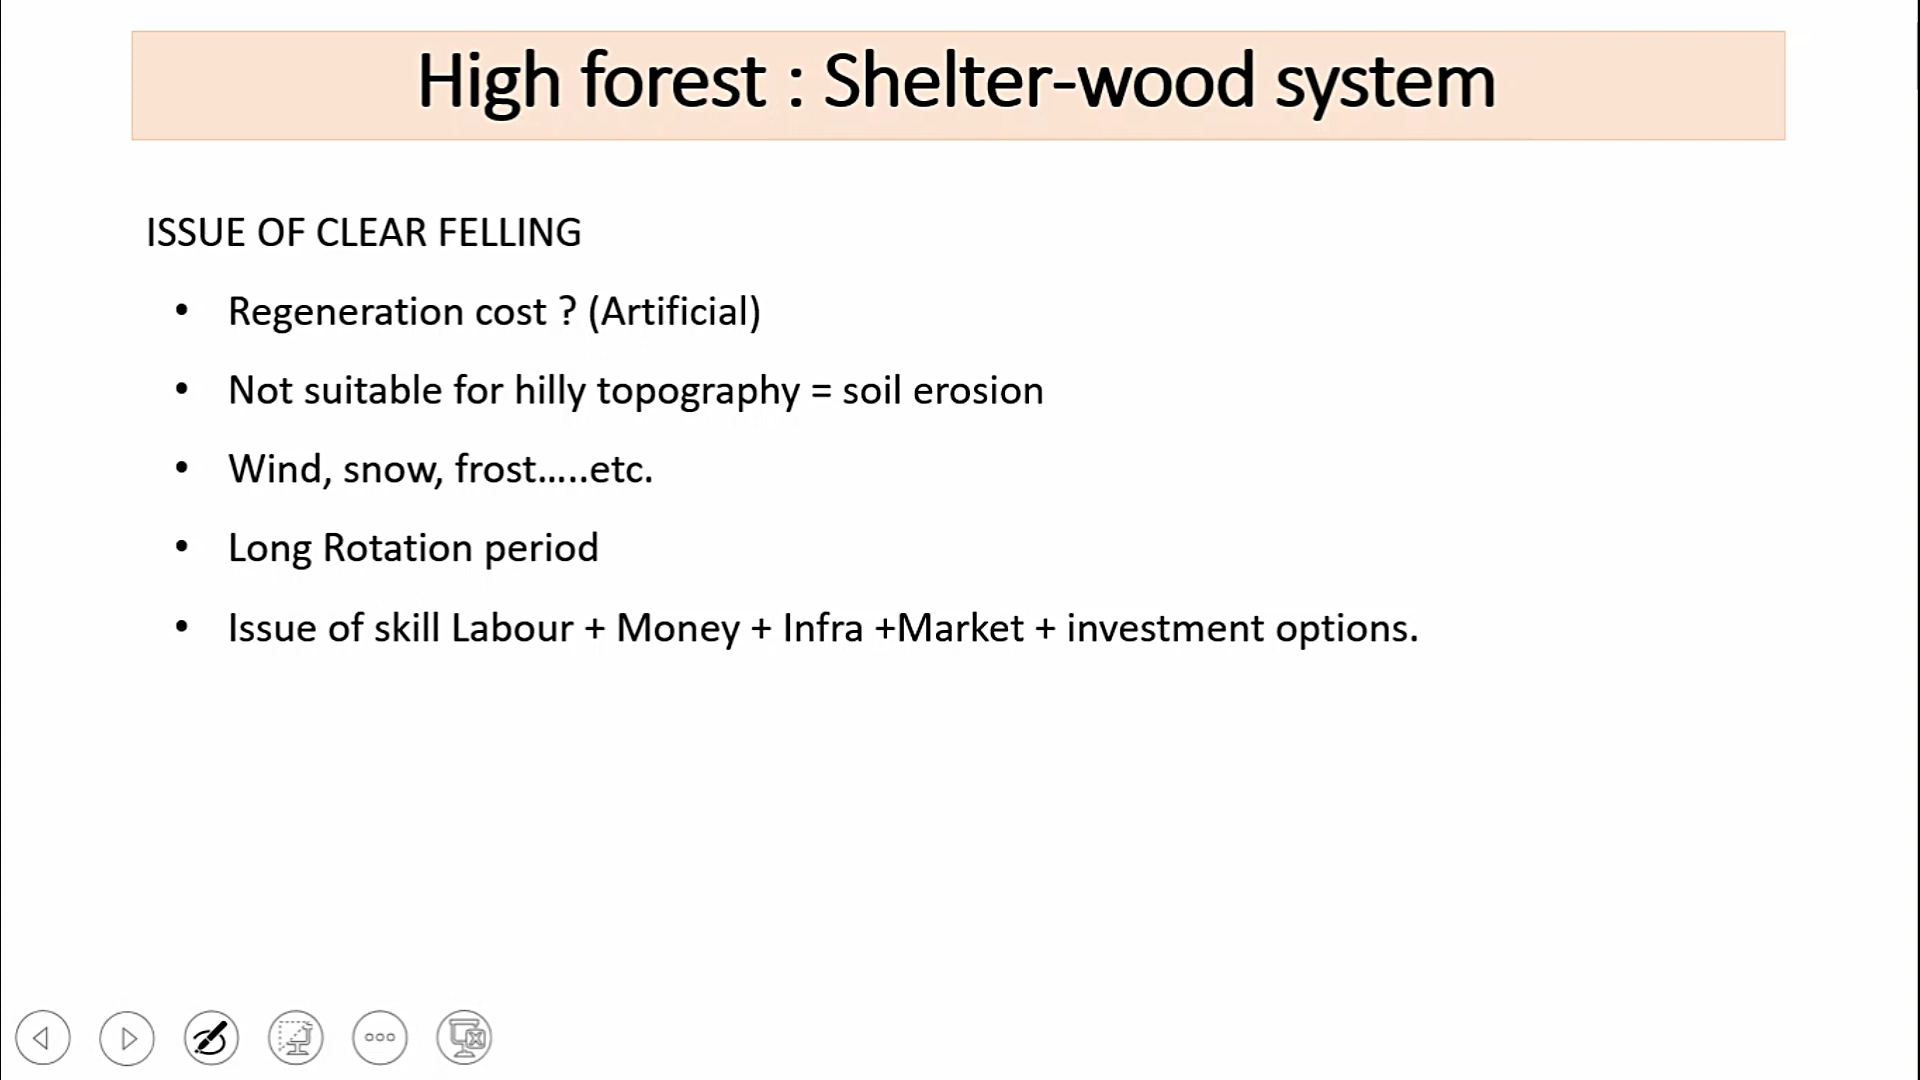 High forest : Shelter-wood system
ISSUE OF CLEAR FELLING
• Regeneration cost ? (Artificial)
• Not suitable for hilly topography = soil erosion
• Wind, snow, frost.....etc.
• Long Rotation period
• Issue of skill Labour + Money + Infra +Market + investment options.